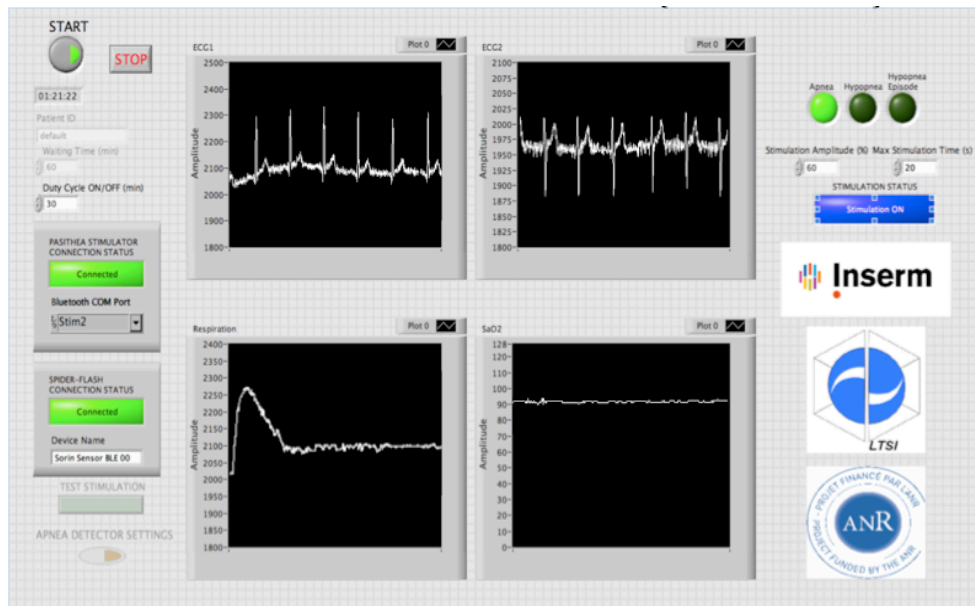 START
STOP
01:21:22
Patient ID
default
Waiting Time (min)
60
Duty Cycle ON/OFF (min)
30
PASITHEA STIMULATOR
CONNECTION STATUS
Connected
Bluetooth COM Port
Stim2
SPIDER-FLASH
CONNECTION STATUS
Connected
Device Name
Sorin Sensor BLE 00
TEST STIMULATION
APNEA DETECTOR SETTINGS
ECG1
Plot 0
Amplitude
2500
2400
2300
2200
2100
2000
1900
1800
ECG2
Plot 0
Amplitude
2100
2075
2050
2025
2000
1975
1950
1925
1900
1875
1850
1825
1800
Respiration
Plot 0
Amplitude
2400
2350
2300
2250
2200
2150
2100
2050
2000
1950
1900
1850
1800
SaO2
Plot 0
Amplitude
128
120
110
100
90
80
70
60
50
40
30
20
10
0
Apnea
Hypopnea
Hypopnea
Episode
Stimulation Amplitude (%)
60
Max Stimulation Time (s)
20
STIMULATION STATUS
Stimulation ON
Inserm
LTSI
PROJET FINANCÉ PAR L'ANR
ANR
PROJECT FUNDED BY THE ANR